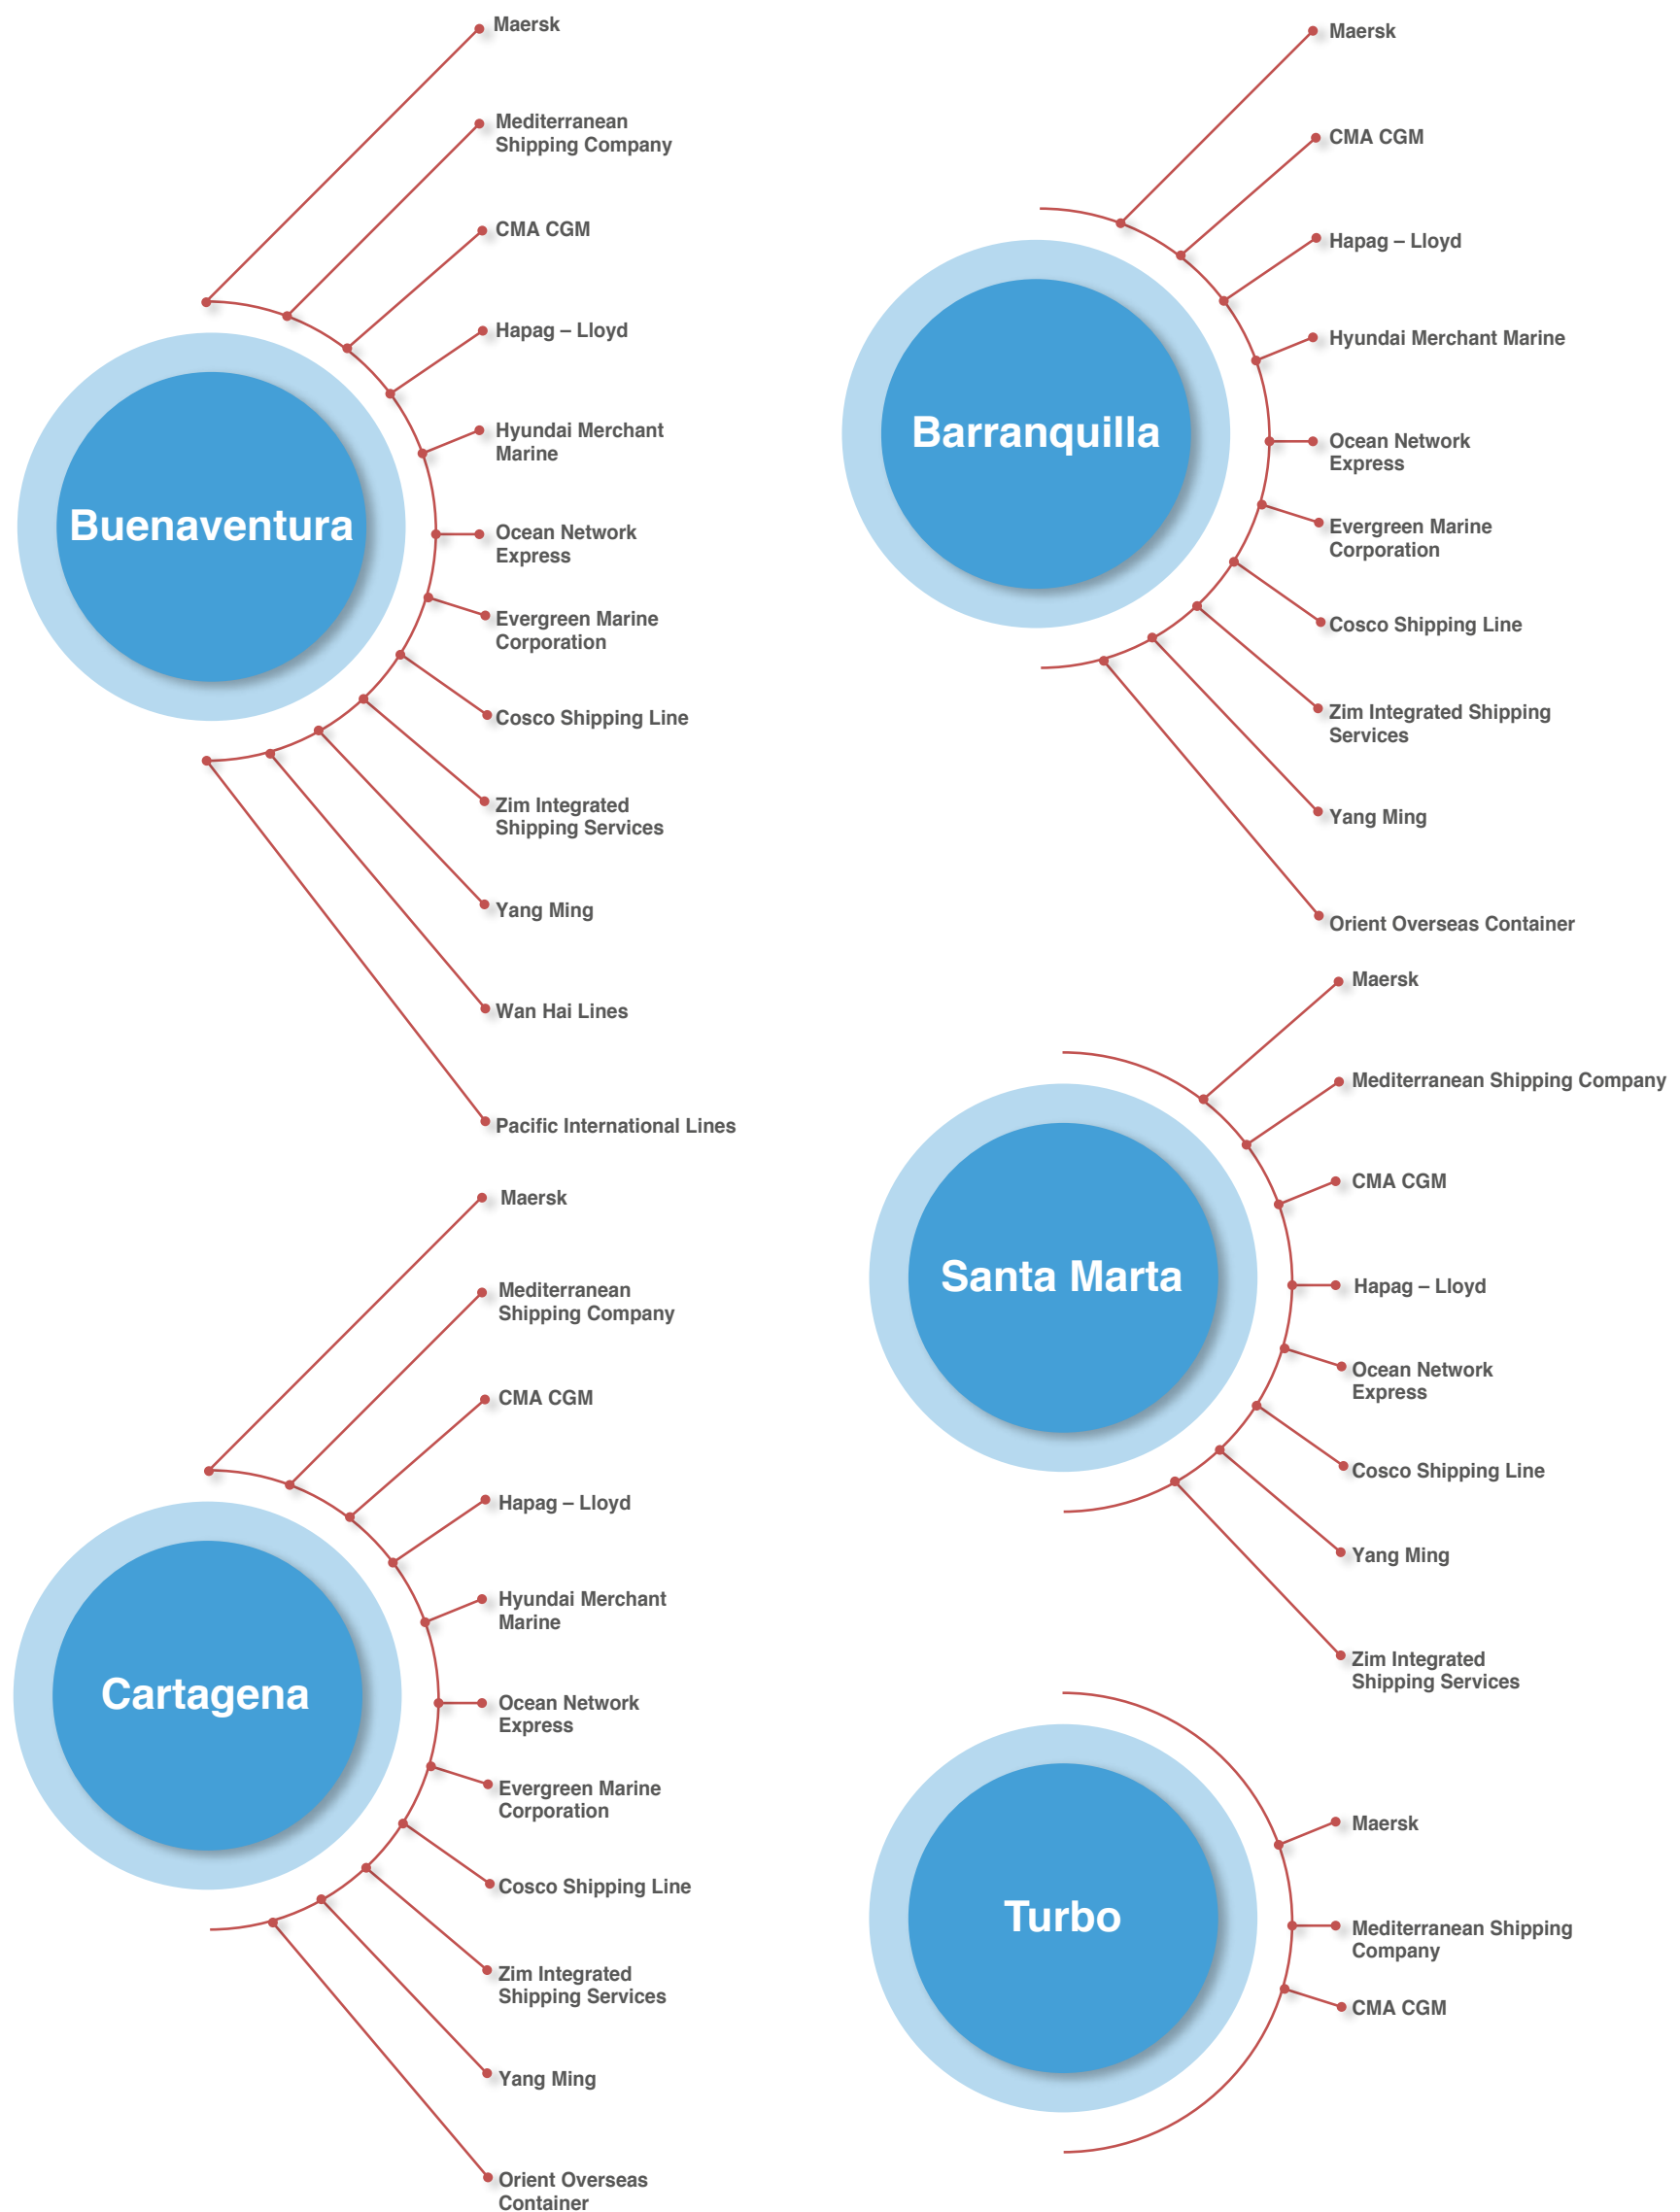 Buenaventura
Maersk
Mediterranean
Shipping Company
CMA CGM
Hapag – Lloyd
Hyundai Merchant
Marine
Ocean Network
Express
Evergreen Marine
Corporation
Cosco Shipping Line
Zim Integrated
Shipping Services
Yang Ming
Wan Hai Lines
Pacific International Lines
Cartagena
Maersk
Mediterranean
Shipping Company
CMA CGM
Hapag – Lloyd
Hyundai Merchant
Marine
Ocean Network
Express
Evergreen Marine
Corporation
Cosco Shipping Line
Zim Integrated
Shipping Services
Yang Ming
Orient Overseas
Container
Barranquilla
Maersk
CMA CGM
Hapag – Lloyd
Hyundai Merchant Marine
Ocean Network
Express
Evergreen Marine
Corporation
Cosco Shipping Line
Zim Integrated Shipping
Services
Yang Ming
Orient Overseas Container
Santa Marta
Maersk
Mediterranean Shipping Company
CMA CGM
Hapag – Lloyd
Ocean Network
Express
Cosco Shipping Line
Yang Ming
Zim Integrated
Shipping Services
Turbo
Maersk
Mediterranean Shipping
Company
CMA CGM